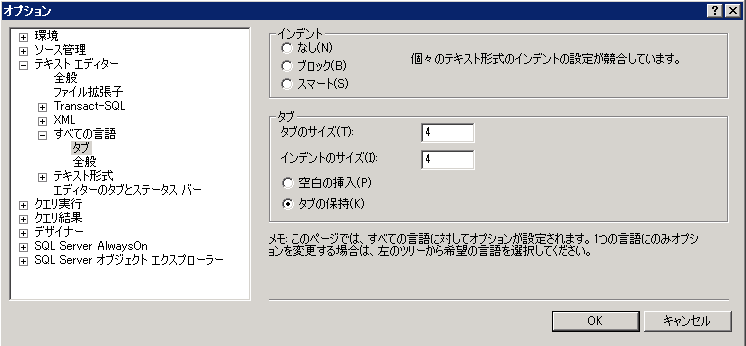 オプション
環境
ソース管理
テキスト エディター
全般
ファイル拡張子
Transact-SQL
XML
すべての言語
タブ
全般
テキスト形式
エディターのタブとステータス バー
クエリ実行
クエリ結果
デザイナー
SQL Server AlwaysOn
SQL Server オブジェクト エクスプローラー
インデント
なし(N)
ブロック(B)
スマート(S)
個々のテキスト形式のインデントの設定が競合しています。
タブ
タブのサイズ(T):
4
インデントのサイズ(I):
4
空白の挿入(P)
タブの保持(K)
メモ: このページでは、すべての言語に対してオプションが設定されます。1つの言語にのみオプシ
ョンを変更する場合は、左のツリーから希望の言語を選択してください。
OK
キャンセル